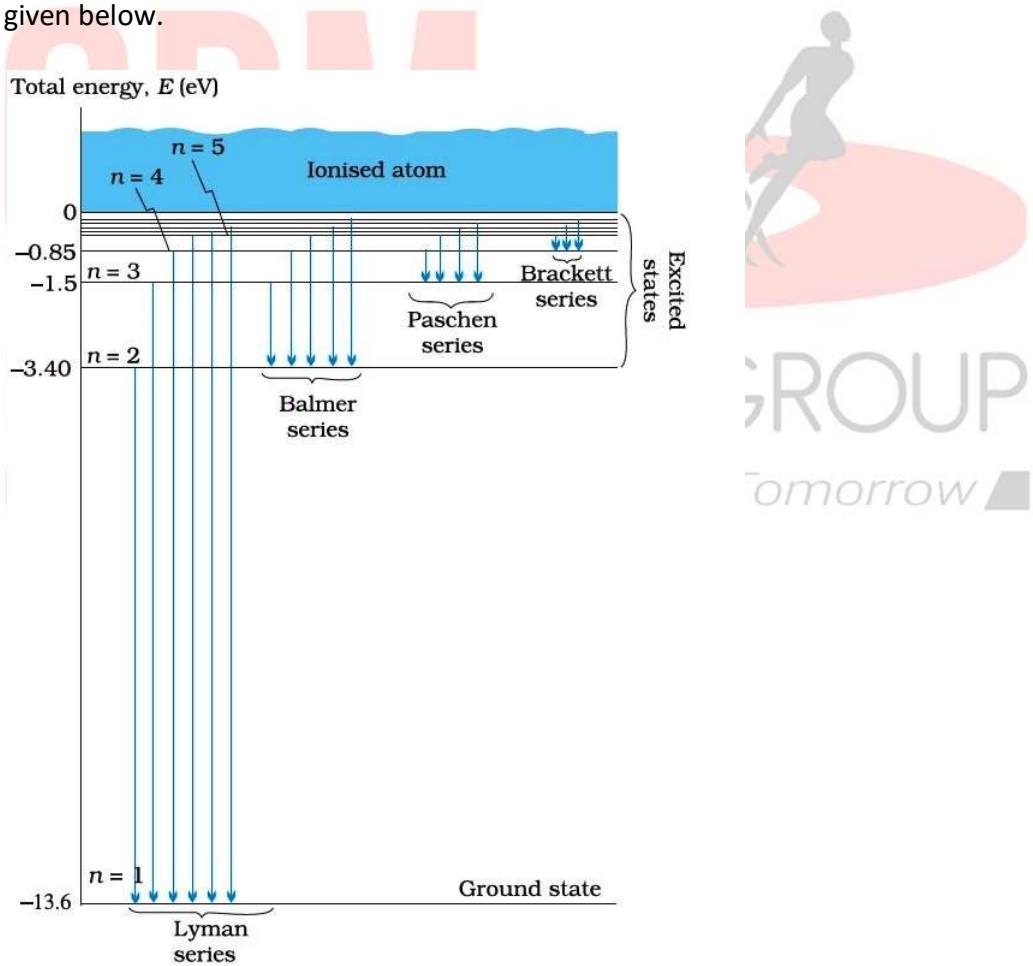 given below.
Total energy, E (eV)
n = 5
n = 4
Ionised atom
0
−0.85
n = 3
−1.5
Brackett
series
Excited
states
Paschen
series
n = 2
−3.40
Balmer
series
GROUP
Tomorrow
n = 1
−13.6
Ground state
Lyman
series